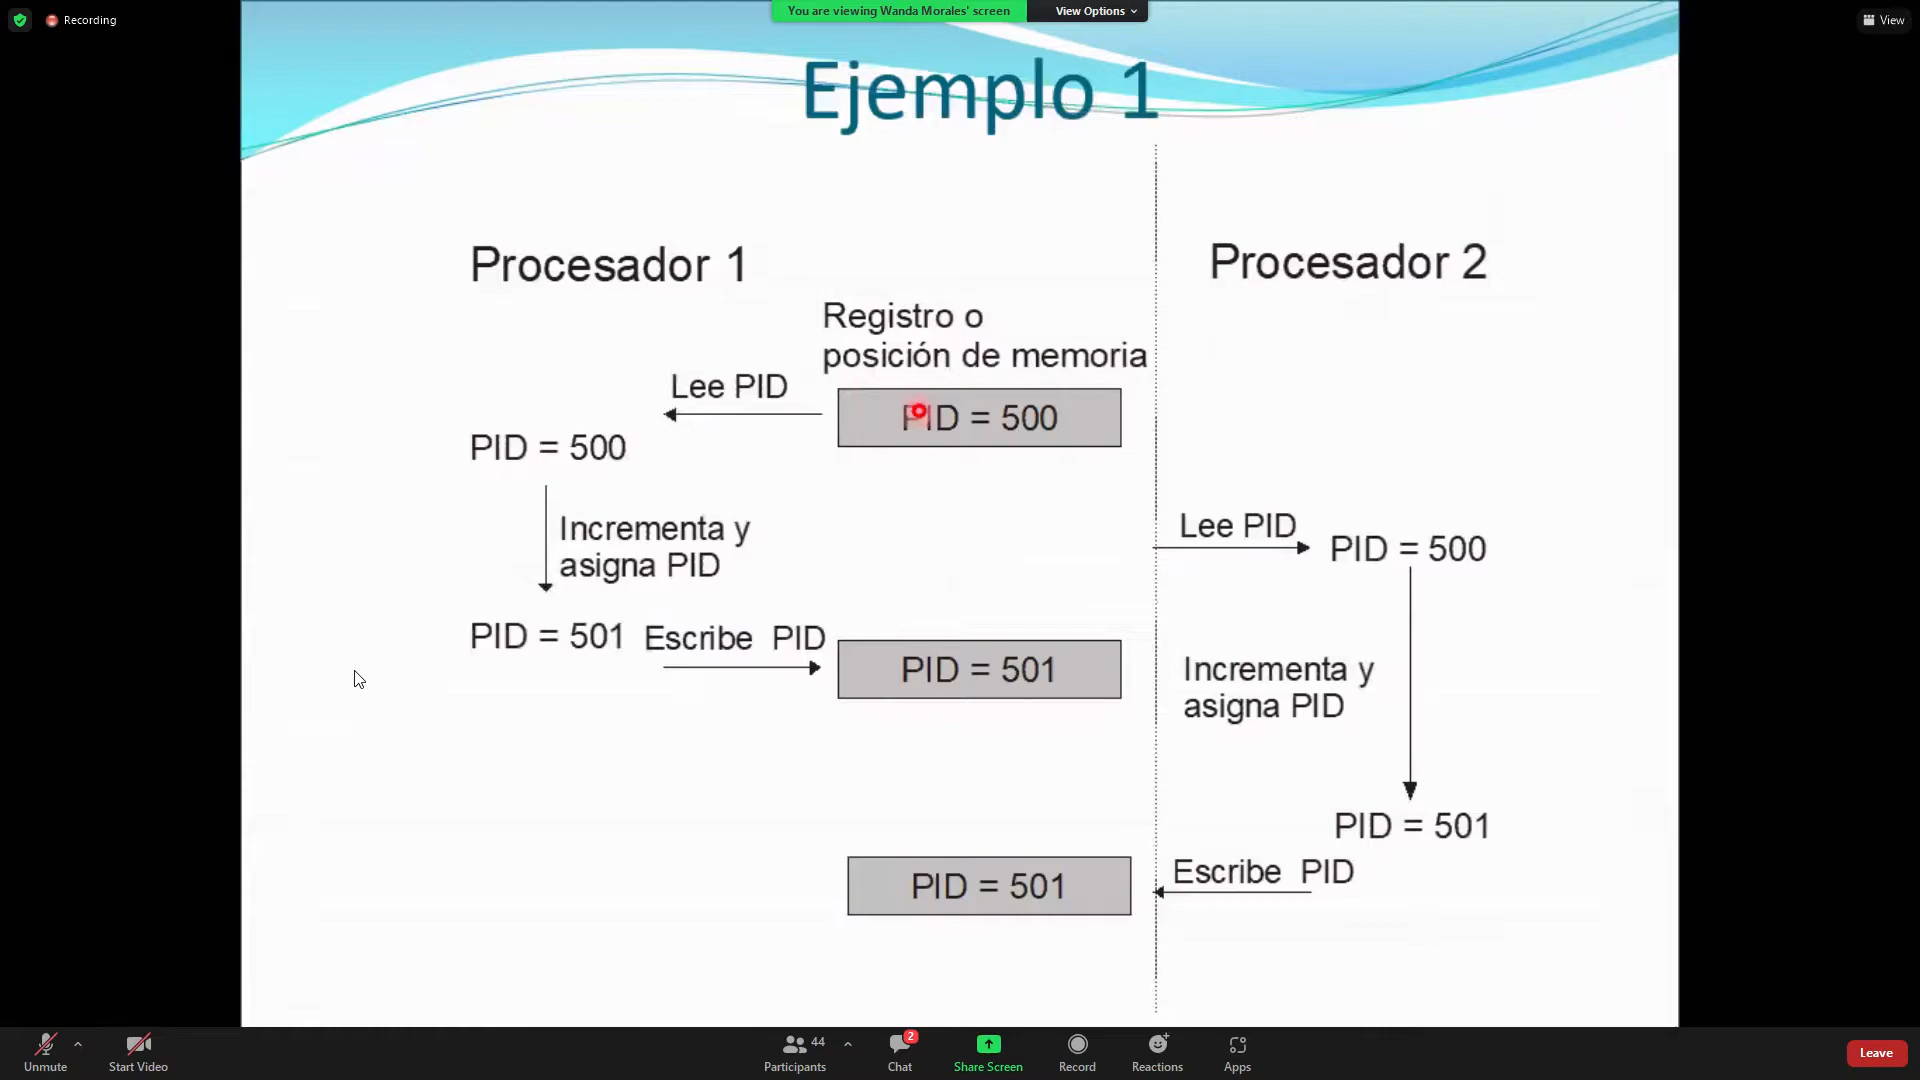 Recording
You are viewing Wanda Morales' screen
View Options
View
Ejemplo 1
Procesador 1
Procesador 2
Registro o
posición de memoria
Lee PID
PID = 500
PID = 500
Incrementa y
asigna PID
Lee PID
PID = 500
PID = 501
Escribe PID
PID = 501
Incrementa y
asigna PID
PID = 501
Escribe PID
PID = 501
Unmute
Start Video
44
Participants
2
Chat
Share Screen
Record
Reactions
Apps
Leave